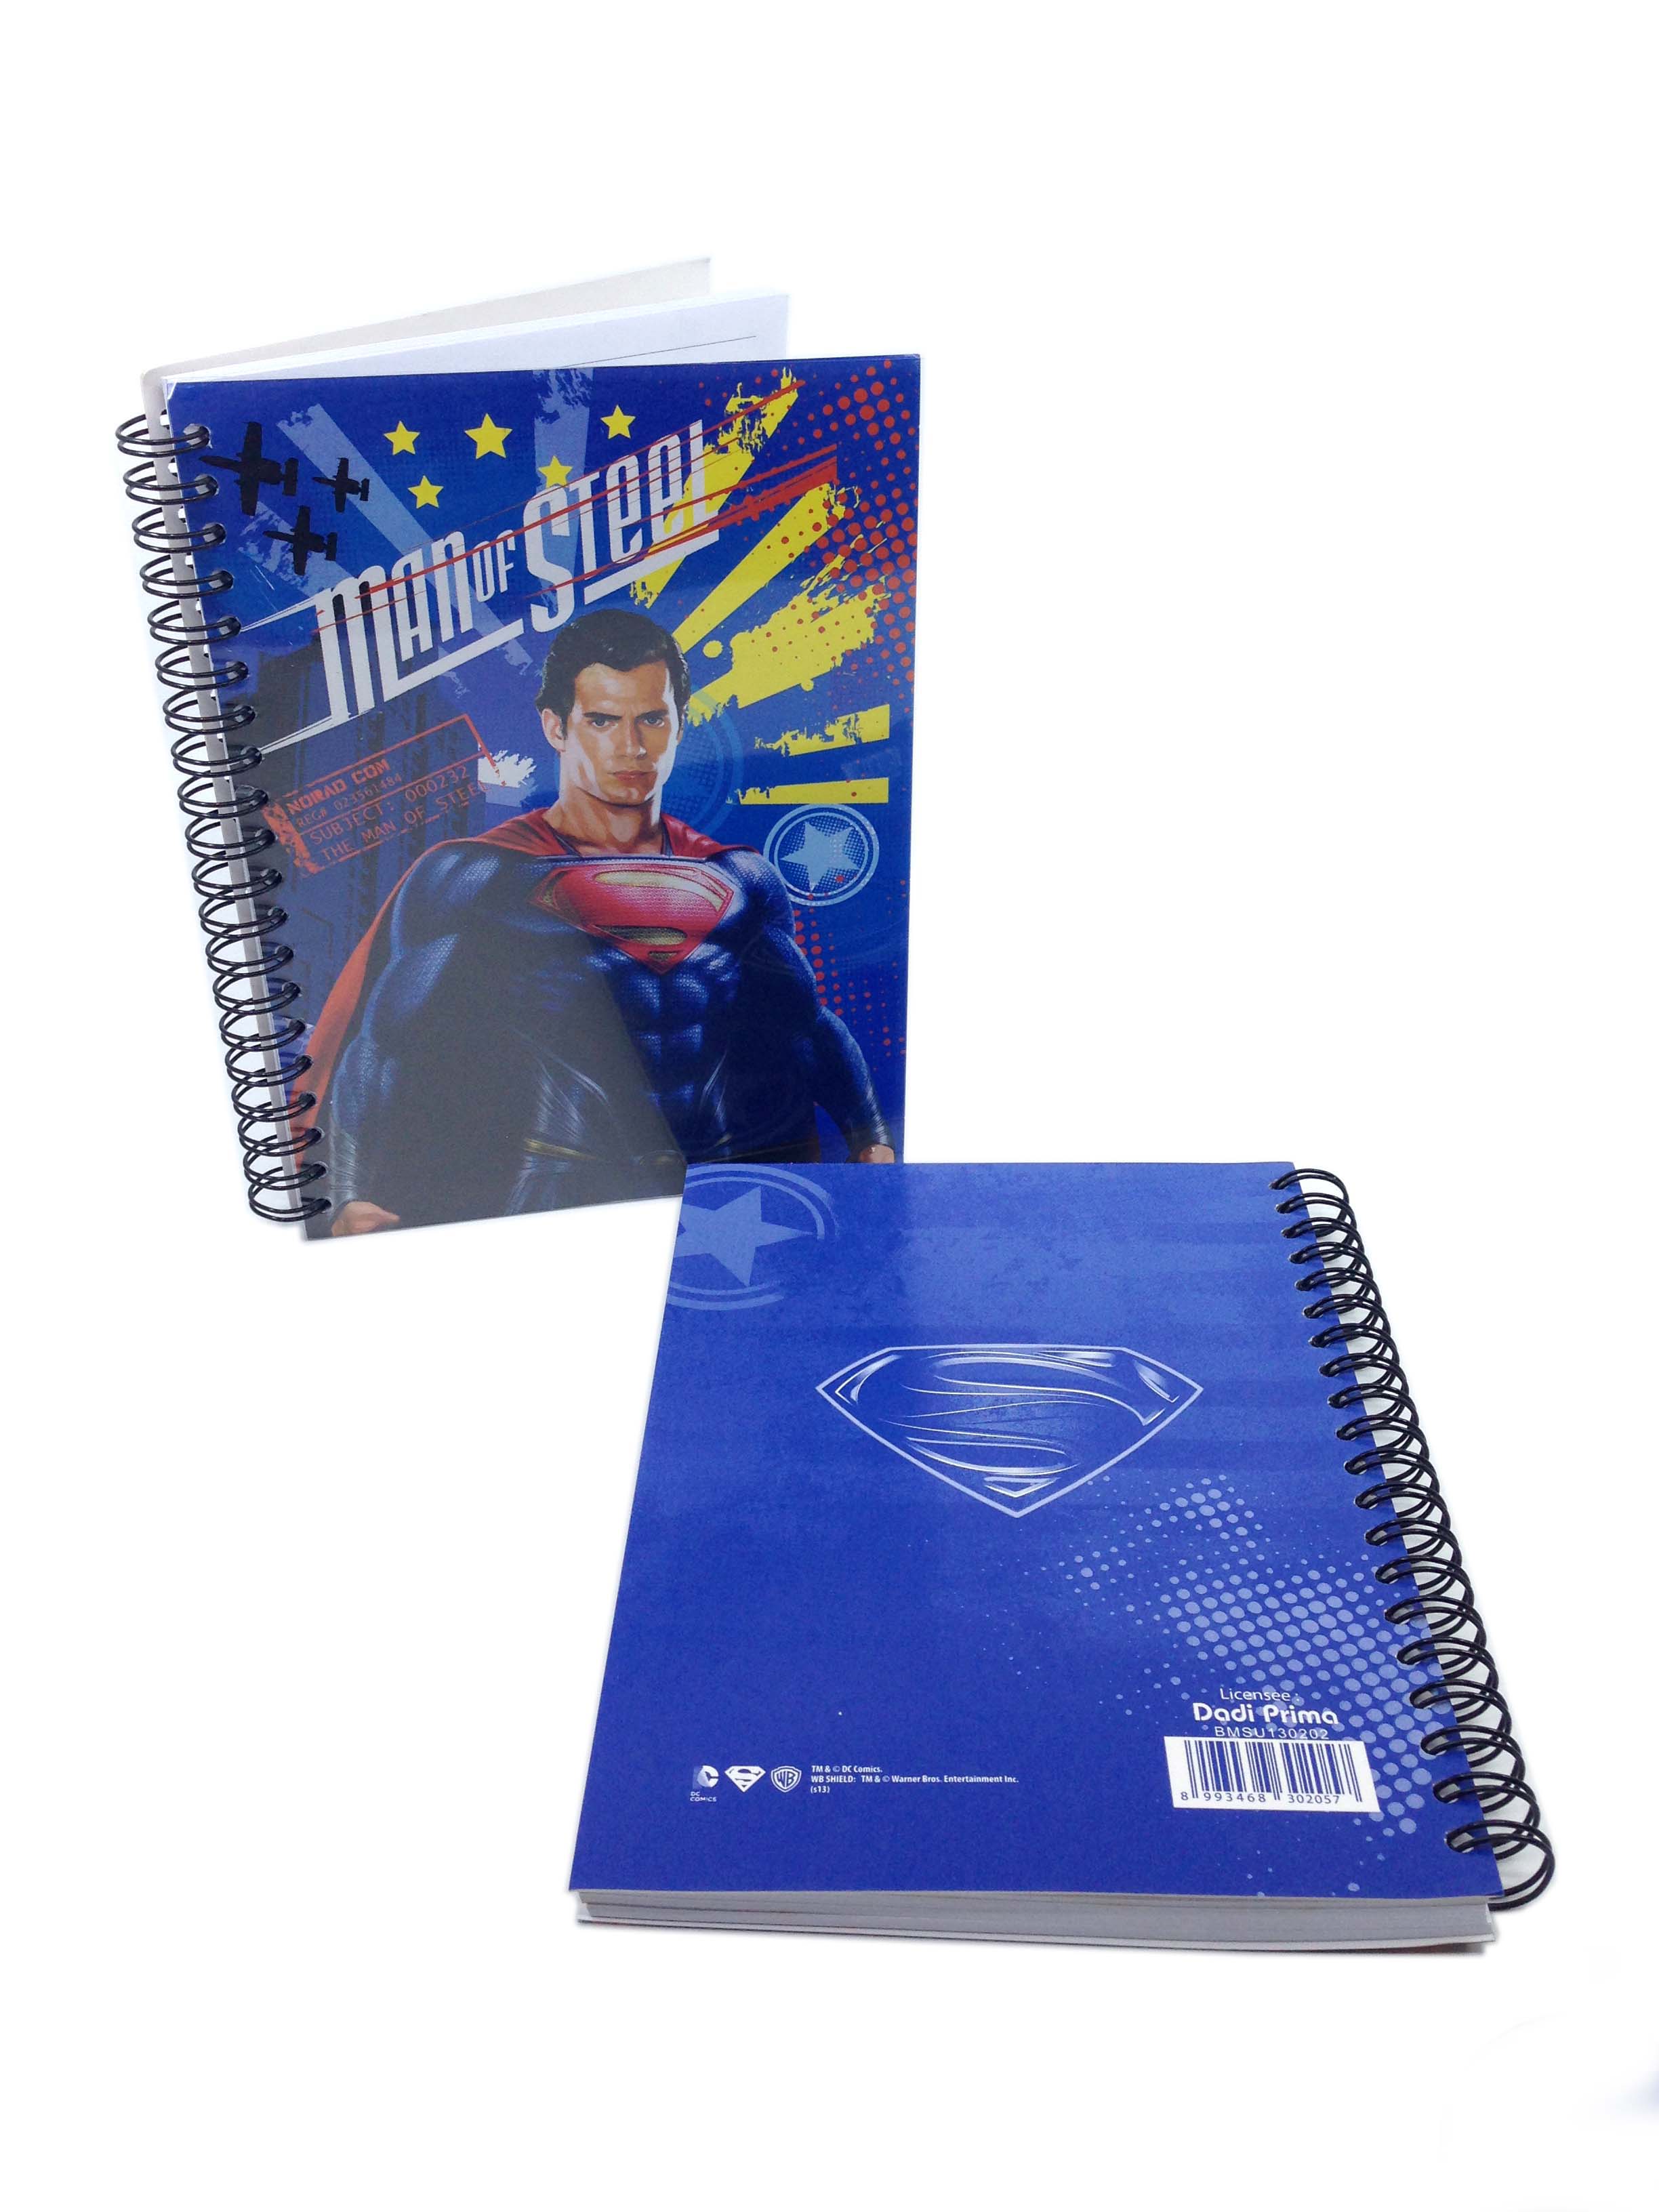 MAN OF STEEL
NORAD COM
REG# 023561484
SUBJECT: 000232
THE MAN OF STEEL
Licensee :
Dadi Prima
BMSU130202
8 993468 302057
DC
COMICS
WB
TM & © DC Comics.
WB SHIELD: TM & © Warner Bros. Entertainment Inc.
(s13)